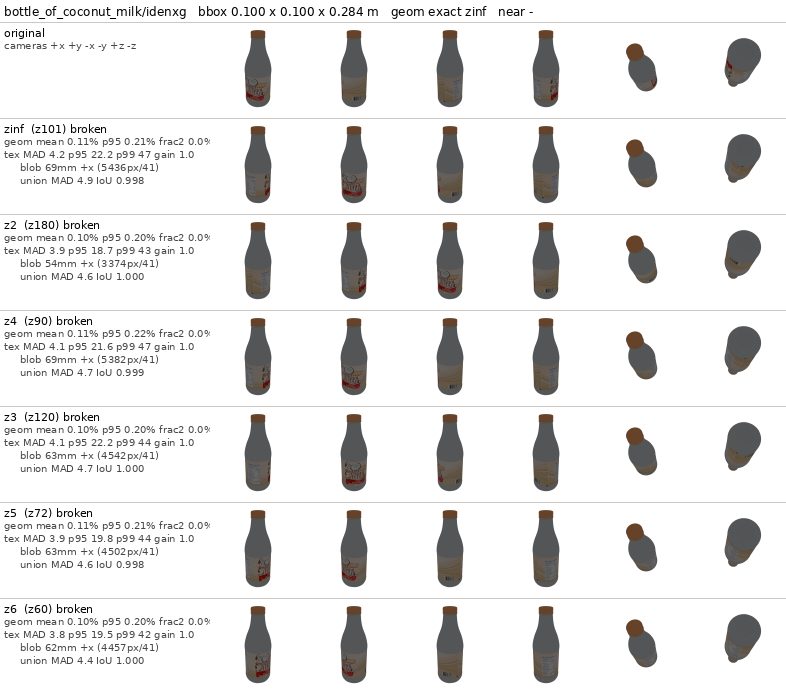 bottle_of_coconut_milk/idenxg bbox 0.100 x 0.100 x 0.284 m geom exact zinf near -
original
cameras +x +y -x -y +z -z
zinf (z101) broken
geom mean 0.11% p95 0.21% frac2 0.0%
tex MAD 4.2 p95 22.2 p99 47 gain 1.0
blob 69mm +x (5436px/41)
union MAD 4.9 IoU 0.998
z2 (z180) broken
geom mean 0.10% p95 0.20% frac2 0.0%
tex MAD 3.9 p95 18.7 p99 43 gain 1.0
blob 54mm +x (3374px/41)
union MAD 4.6 IoU 1.000
z4 (z90) broken
geom mean 0.11% p95 0.22% frac2 0.0%
tex MAD 4.1 p95 21.6 p99 47 gain 1.0
blob 69mm +x (5382px/41)
union MAD 4.7 IoU 0.999
z3 (z120) broken
geom mean 0.10% p95 0.20% frac2 0.0%
tex MAD 4.1 p95 22.2 p99 44 gain 1.0
blob 63mm +x (4542px/41)
union MAD 4.7 IoU 1.000
z5 (z72) broken
geom mean 0.11% p95 0.21% frac2 0.0%
tex MAD 3.9 p95 19.8 p99 44 gain 1.0
blob 63mm +x (4502px/41)
union MAD 4.6 IoU 0.998
z6 (z60) broken
geom mean 0.10% p95 0.20% frac2 0.0%
tex MAD 3.8 p95 19.5 p99 42 gain 1.0
blob 62mm +x (4457px/41)
union MAD 4.4 IoU 1.000